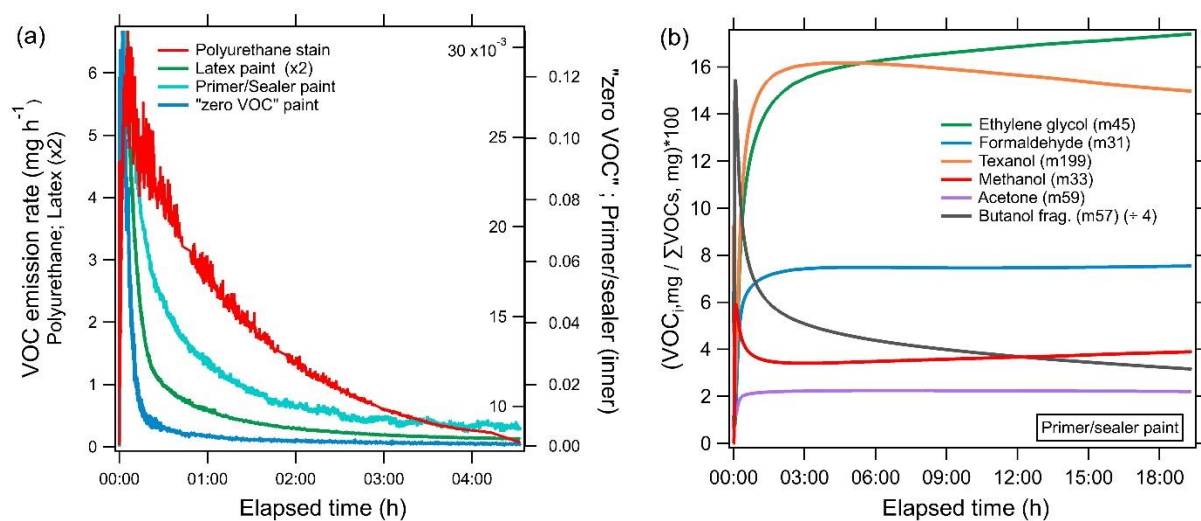 (a)
Polyurethane stain
Latex paint (x2)
Primer/Sealer paint
"zero VOC" paint
30 x10⁻³
VOC emission rate (mg h⁻¹)
Polyurethane; Latex (x2)
6
5
4
3
2
1
0
25
20
15
10
0.12
0.10
0.08
0.06
0.04
0.02
0.00
"zero VOC" ; Primer/sealer (inner)
00:00
01:00
02:00
03:00
04:00
Elapsed time (h)
(b)
(VOCᵢ,mg / ∑VOCs, mg)*100
16
14
12
10
8
6
4
2
0
Ethylene glycol (m45)
Formaldehyde (m31)
Texanol (m199)
Methanol (m33)
Acetone (m59)
Butanol frag. (m57) (÷ 4)
Primer/sealer paint
00:00
03:00
06:00
09:00
12:00
15:00
18:00
Elapsed time (h)